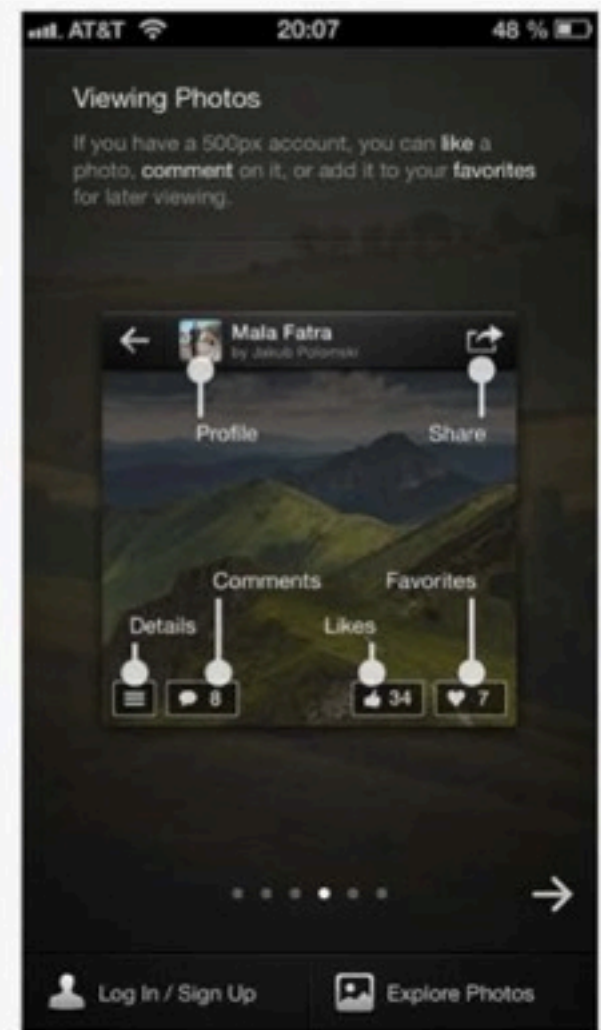 AT&T 20:07 48 %
Viewing Photos
If you have a 500px account, you can like a
photo, comment on it, or add it to your favorites
for later viewing.
Mala Fatra
by Jakub Polomski
Profile Share
Comments Favorites
Details Likes
8 34 7
Log In / Sign Up Explore Photos